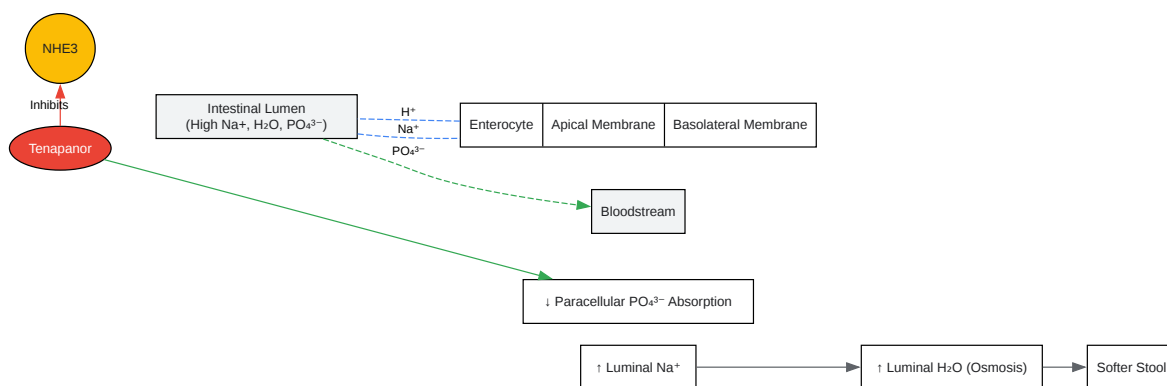 NHE3
Inhibits
Tenapanor
Intestinal Lumen
(High Na+, H₂O, PO₄³⁻)
H⁺
Na⁺
PO₄³⁻
Enterocyte
Apical Membrane
Basolateral Membrane
Bloodstream
↓ Paracellular PO₄³⁻ Absorption
↑ Luminal Na⁺
↑ Luminal H₂O (Osmosis)
Softer Stool